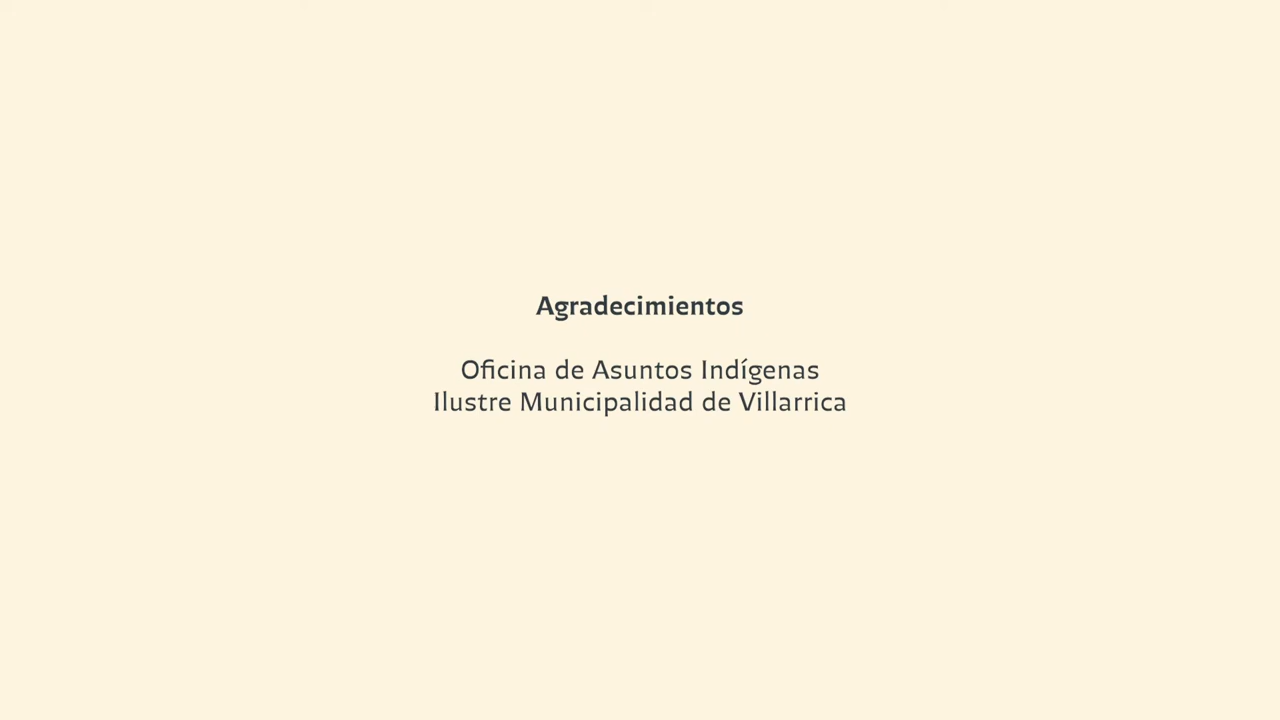 Agradecimientos
Oficina de Asuntos Indígenas
Ilustre Municipalidad de Villarrica